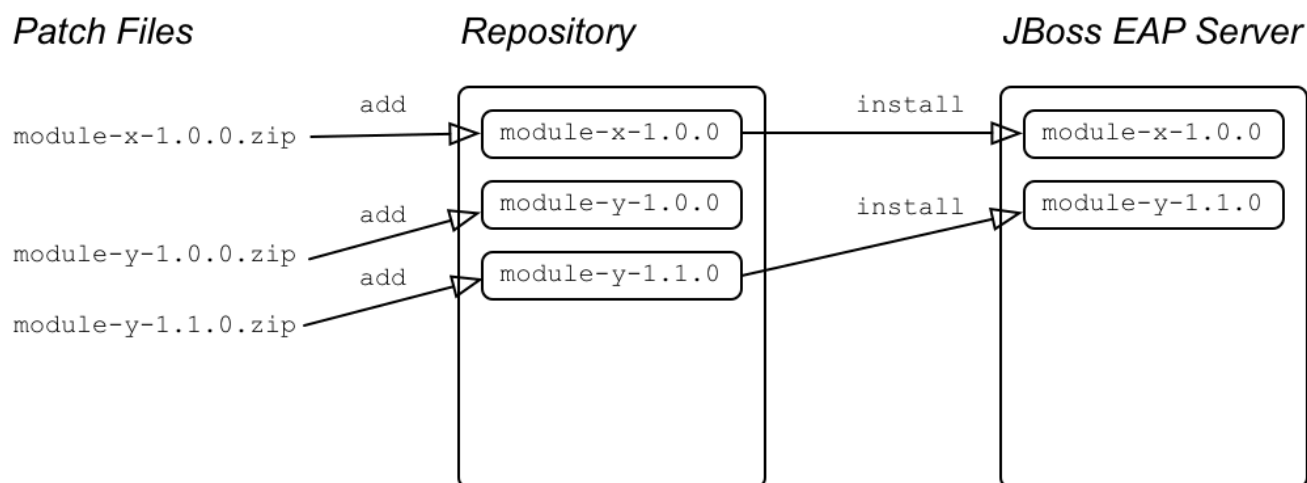 Patch Files
Repository
JBoss EAP Server
add
install
module-x-1.0.0.zip
module-x-1.0.0
module-x-1.0.0
add
module-y-1.0.0
install
module-y-1.1.0
module-y-1.0.0.zip
add
module-y-1.1.0
module-y-1.1.0.zip